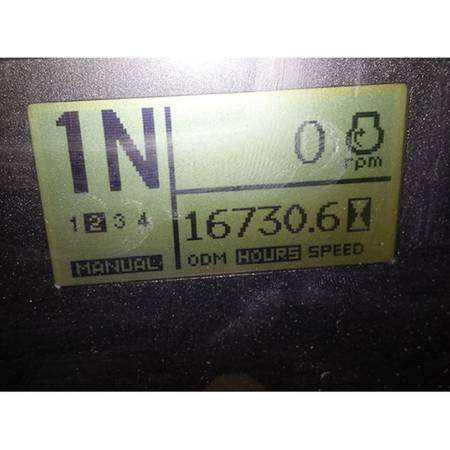 1N
0
rpm
1 2 3 4
16730.6
MANUAL
ODM HOURS SPEED